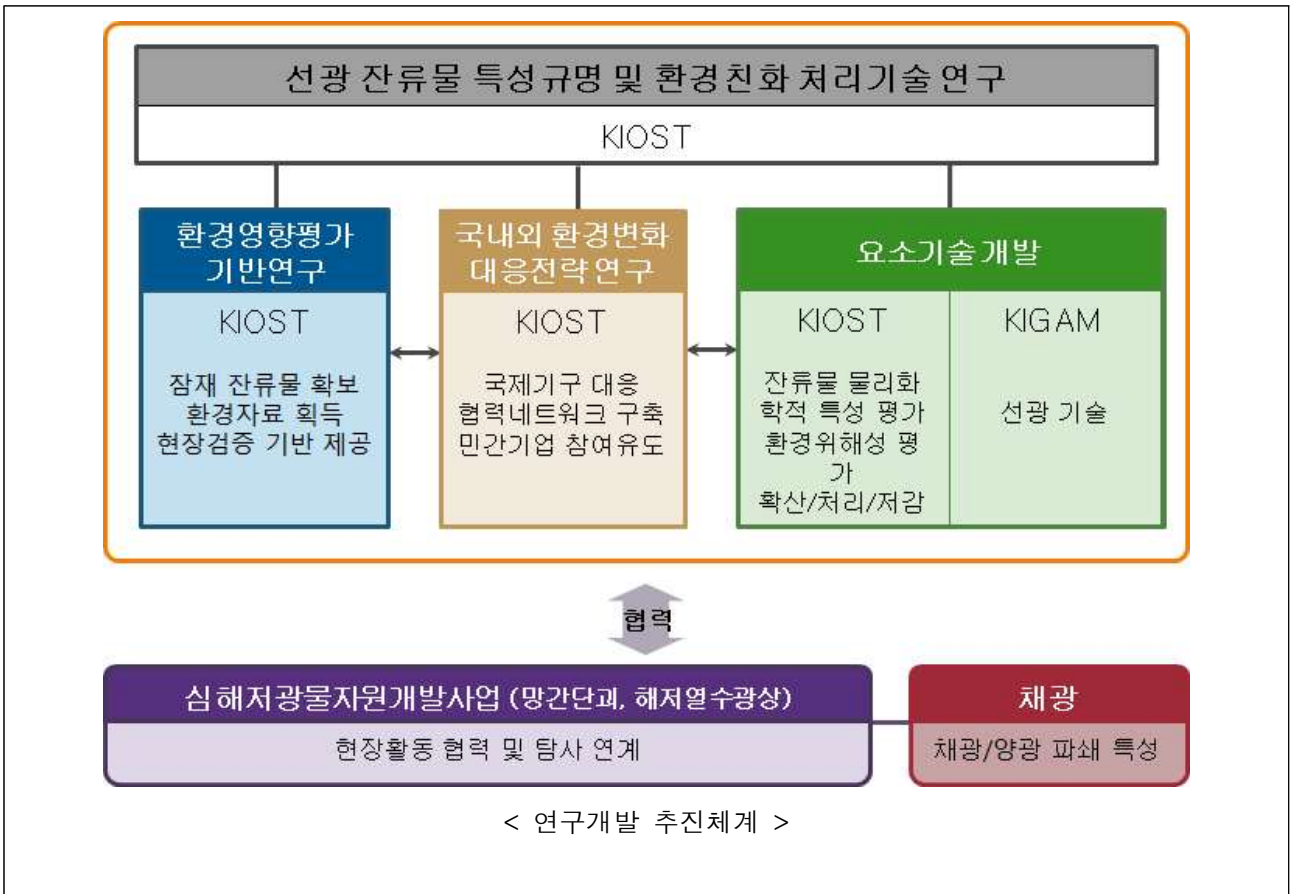 선광 잔류물 특성규명 및 환경친화 처리기술 연구
KIOST
환경영향평가
기반연구
KIOST
잠재 잔류물 확보
환경자료 획득
현장검증 기반 제공
국내외 환경변화
대응전략 연구
KIOST
국제기구 대응
협력네트워크 구축
민간기업 참여유도
요소기술개발
KIOST
잔류물 물리화
학적 특성 평가
환경위해성 평
가
확산/처리/저감
KIGAM
선광 기술
협력
심해저광물자원개발사업 (망간단괴, 해저열수광상)
현장활동 협력 및 탐사 연계
채광
채광/양광 파쇄 특성
< 연구개발 추진체계 >